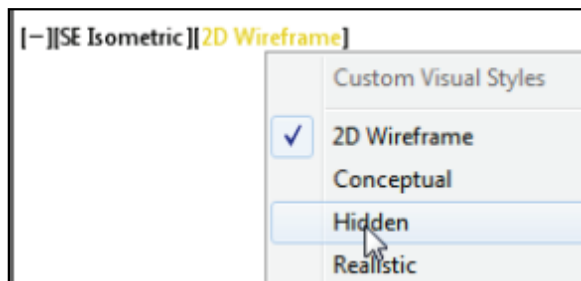 [−][SE Isometric][2D Wireframe]
Custom Visual Styles
2D Wireframe
Conceptual
Hidden
Realistic